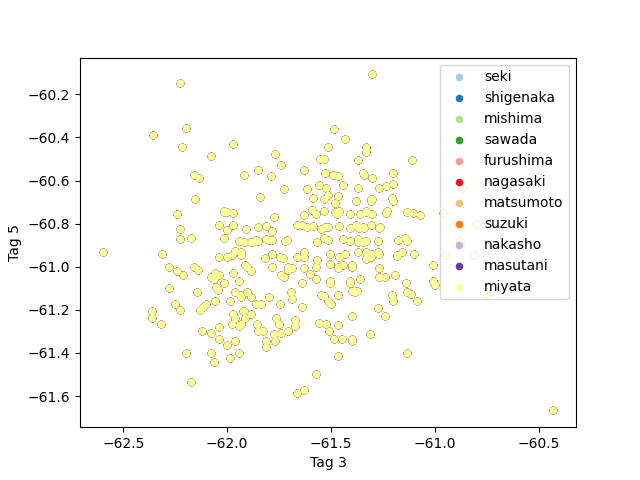 −60.2
−60.4
−60.6
−60.8
−61.0
−61.2
−61.4
−61.6
Tag 5
−62.5
−62.0
−61.5
−61.0
−60.5
Tag 3
seki
shigenaka
mishima
sawada
furushima
nagasaki
matsumoto
suzuki
nakasho
masutani
miyata